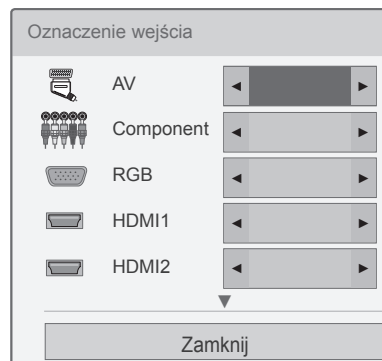 Oznaczenie wejścia
AV
Component
RGB
HDMI1
HDMI2
Zamknij